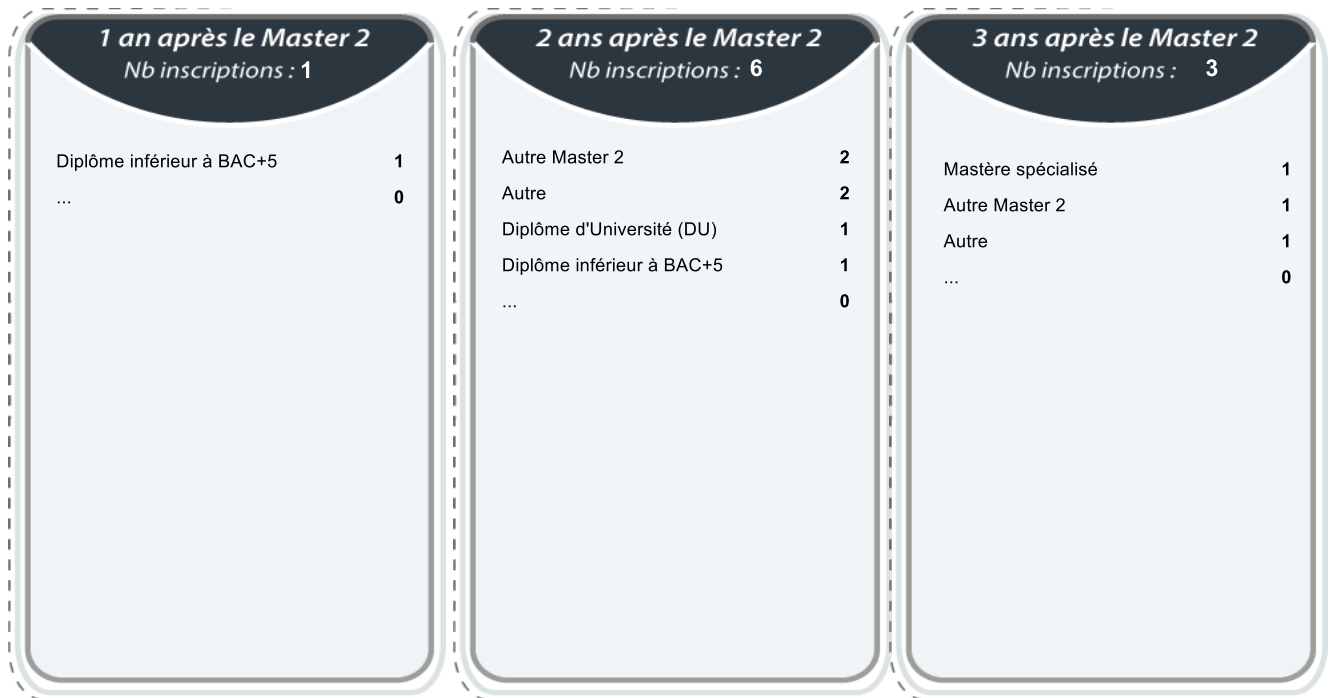 1 an après le Master 2
Nb inscriptions : 1
Diplôme inférieur à BAC+5 1
... 0
2 ans après le Master 2
Nb inscriptions : 6
Autre Master 2 2
Autre 2
Diplôme d'Université (DU) 1
Diplôme inférieur à BAC+5 1
... 0
3 ans après le Master 2
Nb inscriptions : 3
Mastère spécialisé 1
Autre Master 2 1
Autre 1
... 0